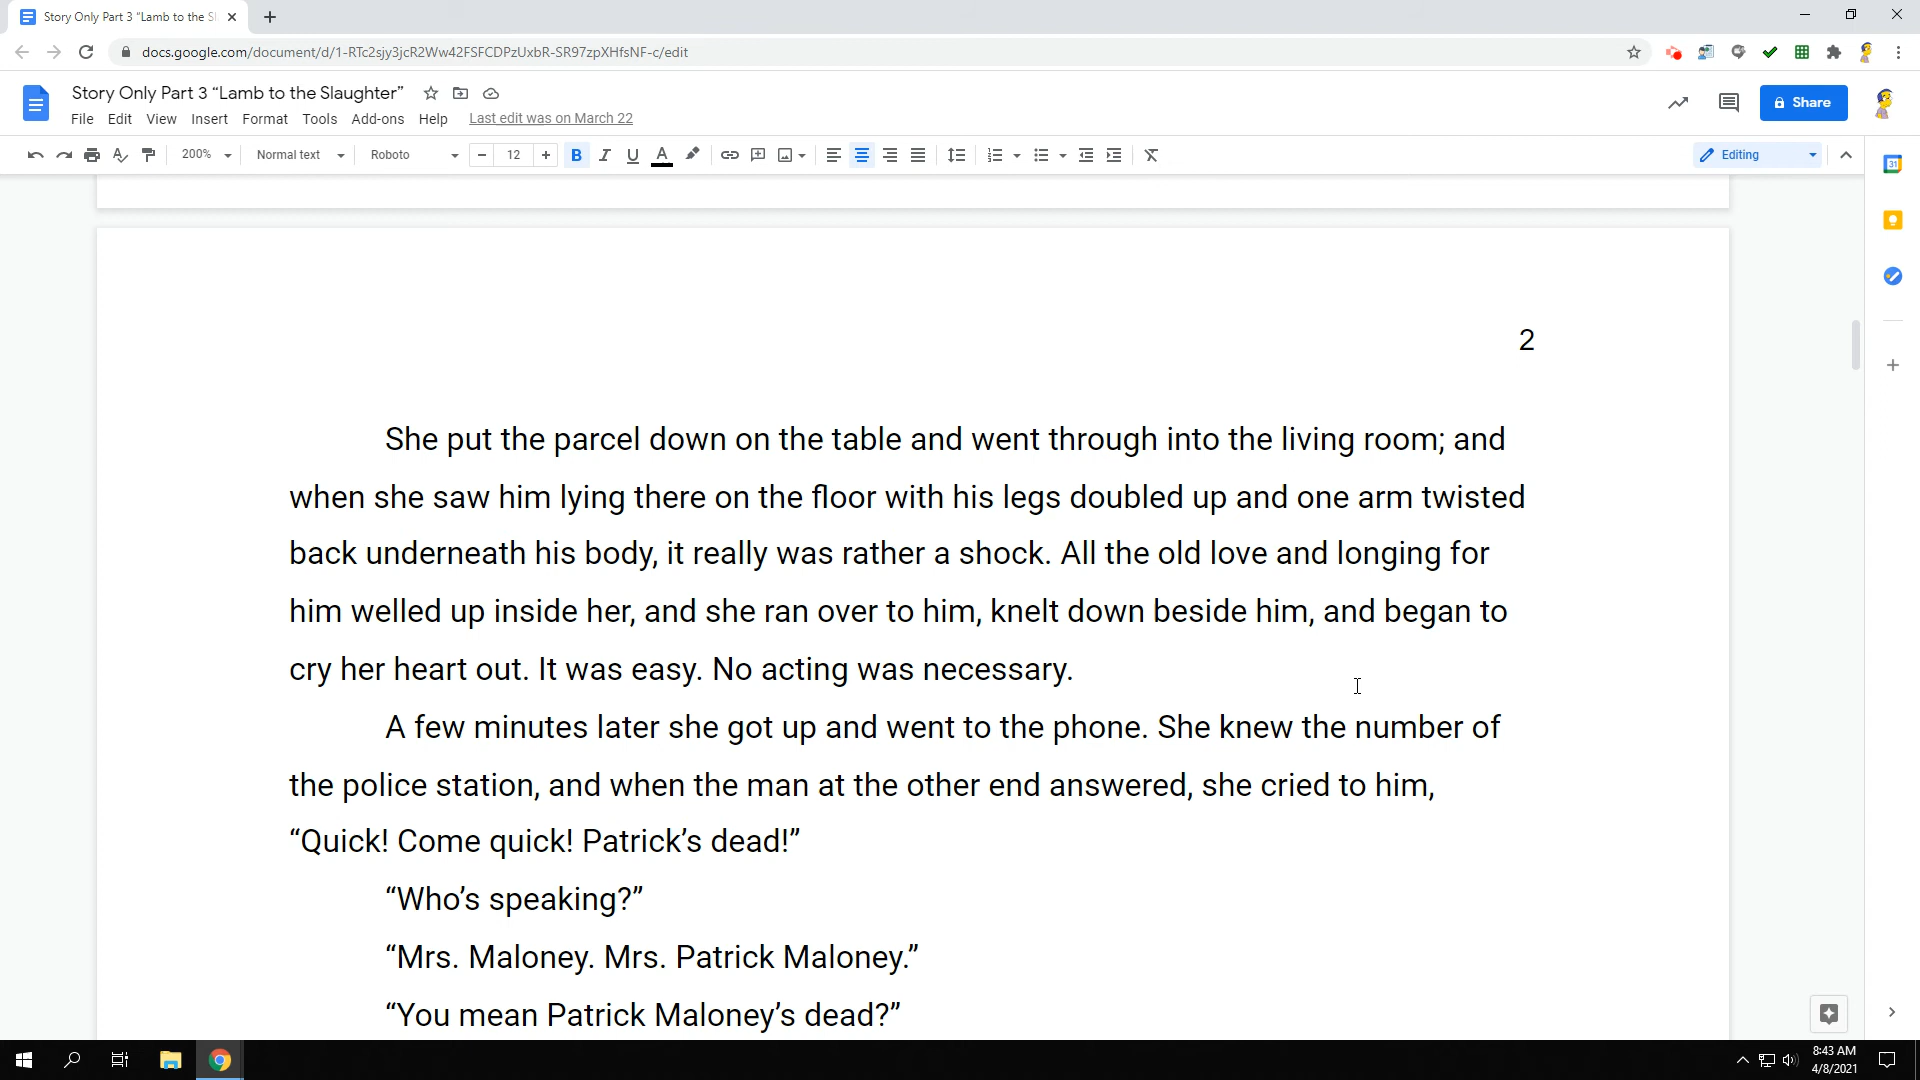 Story Only Part 3 “Lamb to the Sl
docs.google.com/document/d/1-RTc2sjy3jcR2Ww42FSFCDPzUxbR-SR97zpXHfsNF-c/edit
Story Only Part 3 “Lamb to the Slaughter”
File Edit View Insert Format Tools Add-ons Help Last edit was on March 22
Share
200% Normal text Roboto 12 B I U A Editing
31
2
She put the parcel down on the table and went through into the living room; and
when she saw him lying there on the floor with his legs doubled up and one arm twisted
back underneath his body, it really was rather a shock. All the old love and longing for
him welled up inside her, and she ran over to him, knelt down beside him, and began to
cry her heart out. It was easy. No acting was necessary.
A few minutes later she got up and went to the phone. She knew the number of
the police station, and when the man at the other end answered, she cried to him,
“Quick! Come quick! Patrick’s dead!”
“Who’s speaking?”
“Mrs. Maloney. Mrs. Patrick Maloney.”
“You mean Patrick Maloney’s dead?”
8:43 AM
4/8/2021